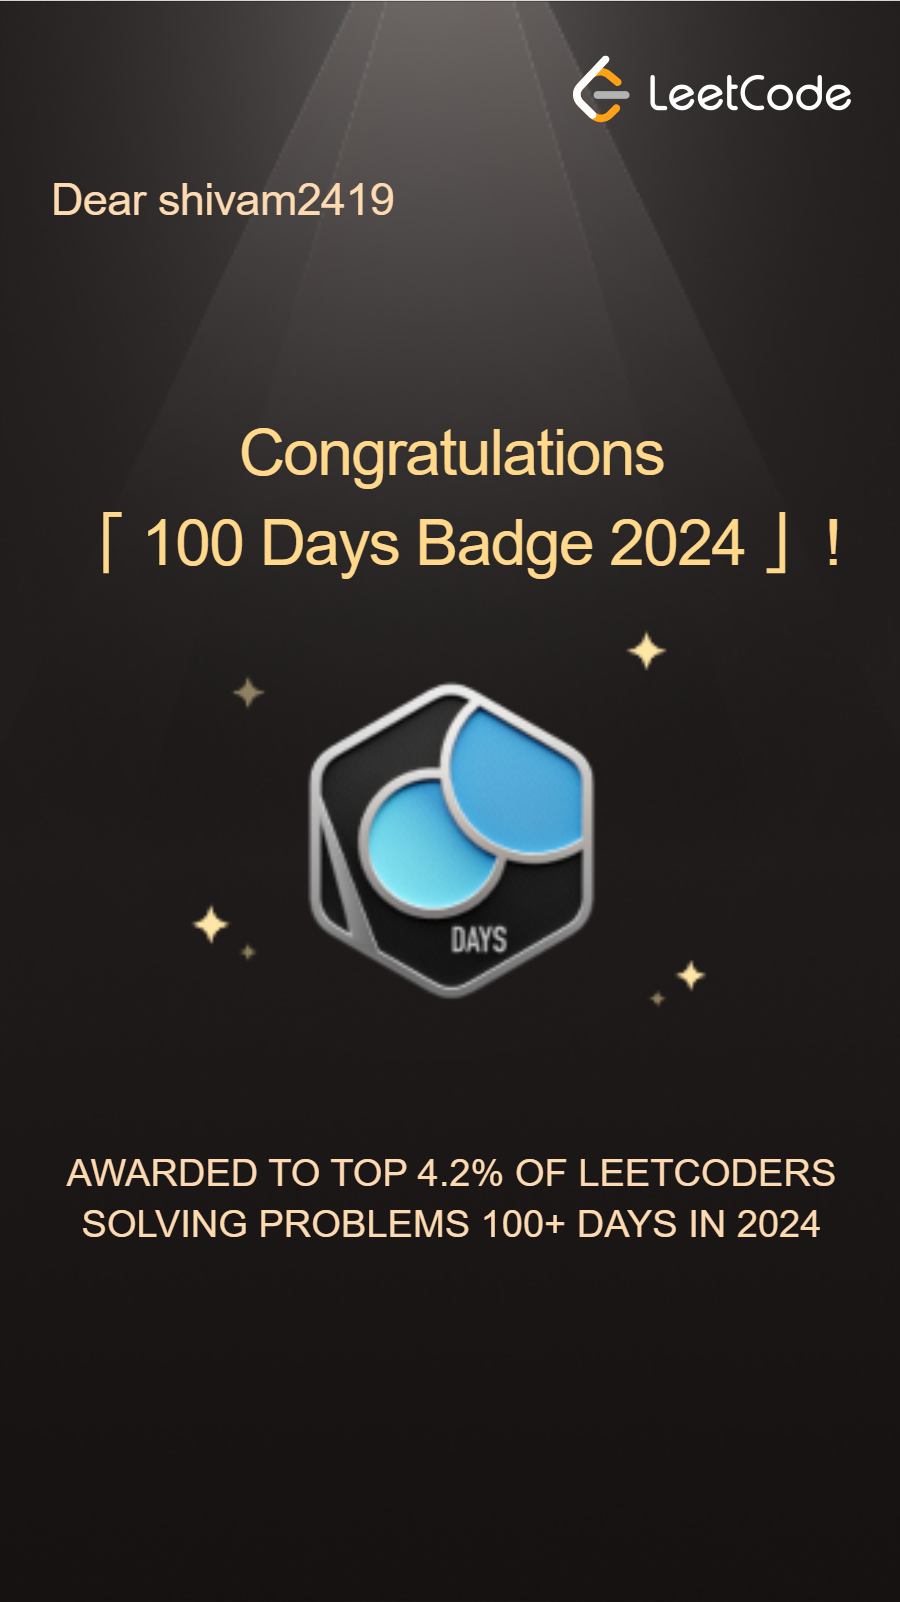 LeetCode
Dear shivam2419
Congratulations
「 100 Days Badge 2024 」!
DAYS
AWARDED TO TOP 4.2% OF LEETCODERS
SOLVING PROBLEMS 100+ DAYS IN 2024